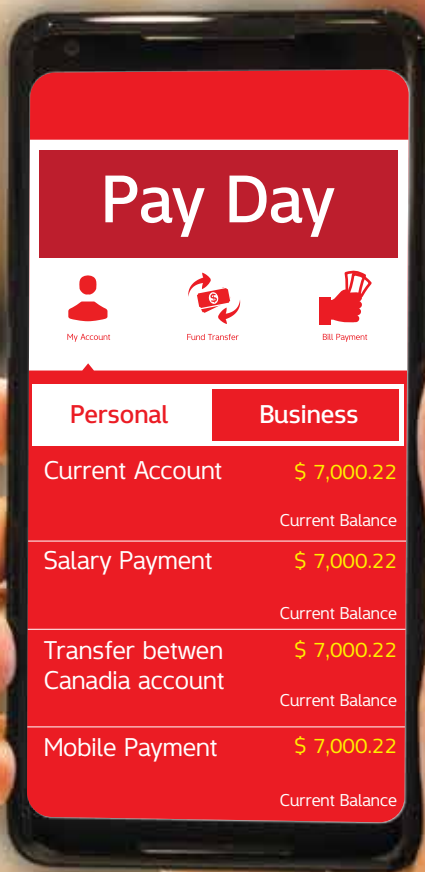 Pay Day
My Account Fund Transfer Bill Payment
Personal Business
Current Account $ 7,000.22
Current Balance
Salary Payment $ 7,000.22
Current Balance
Transfer betwen $ 7,000.22
Canadia account
Current Balance
Mobile Payment $ 7,000.22
Current Balance